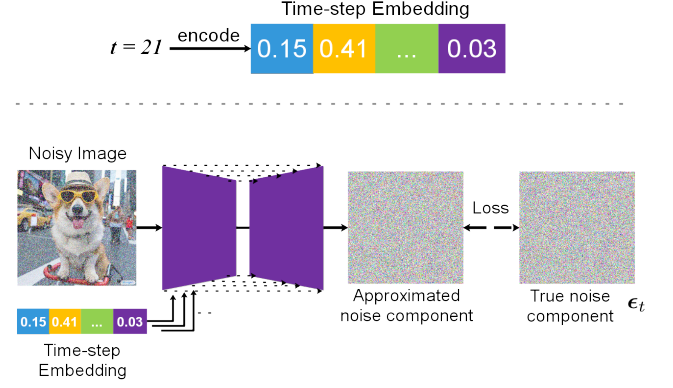 Time-step Embedding
t = 21 encode 0.15 0.41 ... 0.03
Noisy Image
Loss
Approximated
noise component
True noise
component ϵt
0.15 0.41 ... 0.03
Time-step
Embedding